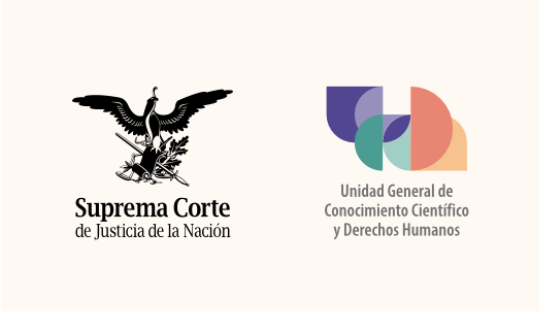 Suprema Corte
de Justicia de la Nación
Unidad General de
Conocimiento Científico
y Derechos Humanos